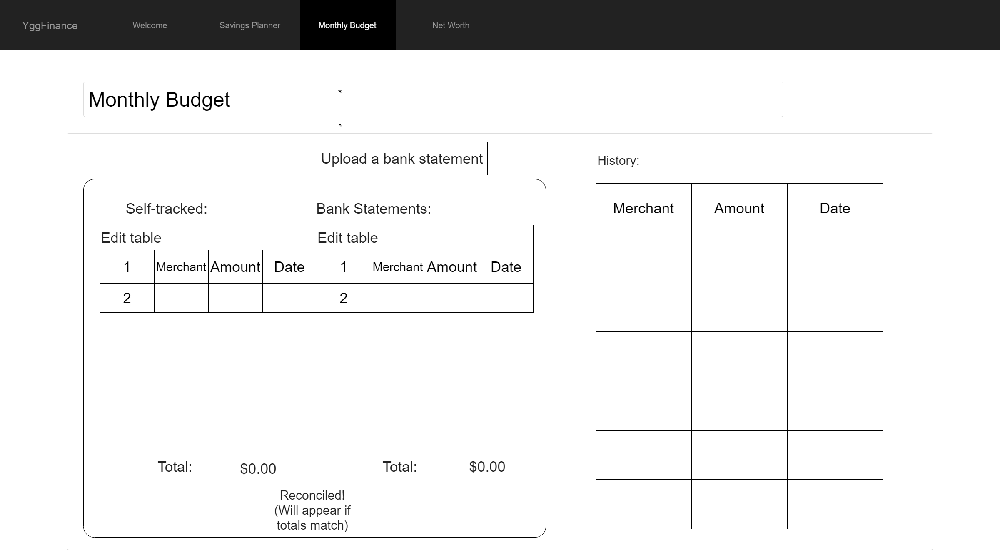 YggFinance Welcome Savings Planner Monthly Budget Net Worth
Monthly Budget
Upload a bank statement
History:
Self-tracked: Bank Statements:
Edit table Edit table
1 Merchant Amount Date 1 Merchant Amount Date
2 2
Total: $0.00 Total: $0.00
Reconciled!
(Will appear if
totals match)
Merchant Amount Date